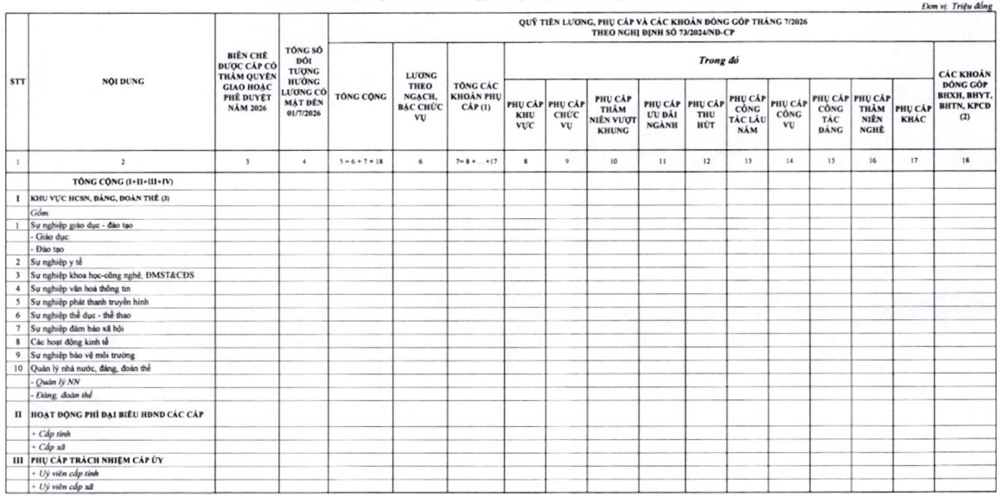 Đơn vị: Triệu đồng
QUỸ TIỀN LƯƠNG, PHỤ CẤP VÀ CÁC KHOẢN ĐÓNG GÓP THÁNG 7/2026
THEO NGHỊ ĐỊNH SỐ 73/2024/NĐ-CP
STT
NỘI DUNG
BIÊN CHẾ
ĐƯỢC CẤP CÓ
THẨM QUYỀN
GIAO HOẶC
PHÊ DUYỆT
NĂM 2026
TỔNG SỐ
ĐỐI
TƯỢNG
HƯỞNG
LƯƠNG CÓ
MẶT ĐẾN
01/7/2026
TỔNG CỘNG
LƯƠNG
THEO
NGẠCH,
BẬC CHỨC
VỤ
TỔNG CÁC
KHOẢN PHỤ
CẤP (1)
Trong đó
PHỤ CẤP
KHU
VỰC
PHỤ CẤP
CHỨC
VỤ
PHỤ CẤP
THÂM
NIÊN VƯỢT
KHUNG
PHỤ CẤP
ƯU ĐÃI
NGÀNH
PHỤ CẤP
THU
HÚT
PHỤ CẤP
CÔNG
TÁC LÂU
NĂM
PHỤ CẤP
CÔNG
VỤ
PHỤ CẤP
CÔNG
TÁC
ĐẢNG
PHỤ CẤP
THÂM
NIÊN
NGHỀ
PHỤ CẤP
KHÁC
CÁC KHOẢN
ĐÓNG GÓP
BHXH, BHYT,
BHTN, KPCĐ
(2)
1 2 3 4 5 = 6 + 7 + 18 6 7= 8 + ... +17 8 9 10 11 12 13 14 15 16 17 18
TỔNG CỘNG (I+II+III+IV)
I KHU VỰC HCSN, ĐẢNG, ĐOÀN THỂ (3)
Gồm:
1 Sự nghiệp giáo dục - đào tạo
- Giáo dục:
- Đào tạo
2 Sự nghiệp y tế
3 Sự nghiệp khoa học-công nghệ, ĐMST&CĐS
4 Sự nghiệp văn hoá thông tin
5 Sự nghiệp phát thanh truyền hình
6 Sự nghiệp thể dục - thể thao
7 Sự nghiệp đảm bảo xã hội
8 Các hoạt động kinh tế
9 Sự nghiệp bảo vệ môi trường
10 Quản lý nhà nước, đảng, đoàn thể
- Quản lý NN
- Đảng, đoàn thể
II HOẠT ĐỘNG PHÍ ĐẠI BIỂU HĐND CÁC CẤP
+ Cấp tỉnh
+ Cấp xã
III PHỤ CẤP TRÁCH NHIỆM CẤP ỦY
+ Uỷ viên cấp tỉnh
+ Uỷ viên cấp xã